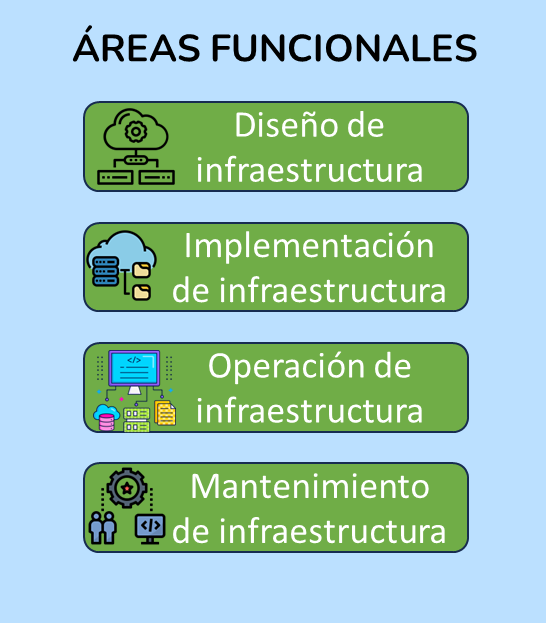 ÁREAS FUNCIONALES
Diseño de
infraestructura
Implementación
de infraestructura
Operación de
infraestructura
Mantenimiento
de infraestructura